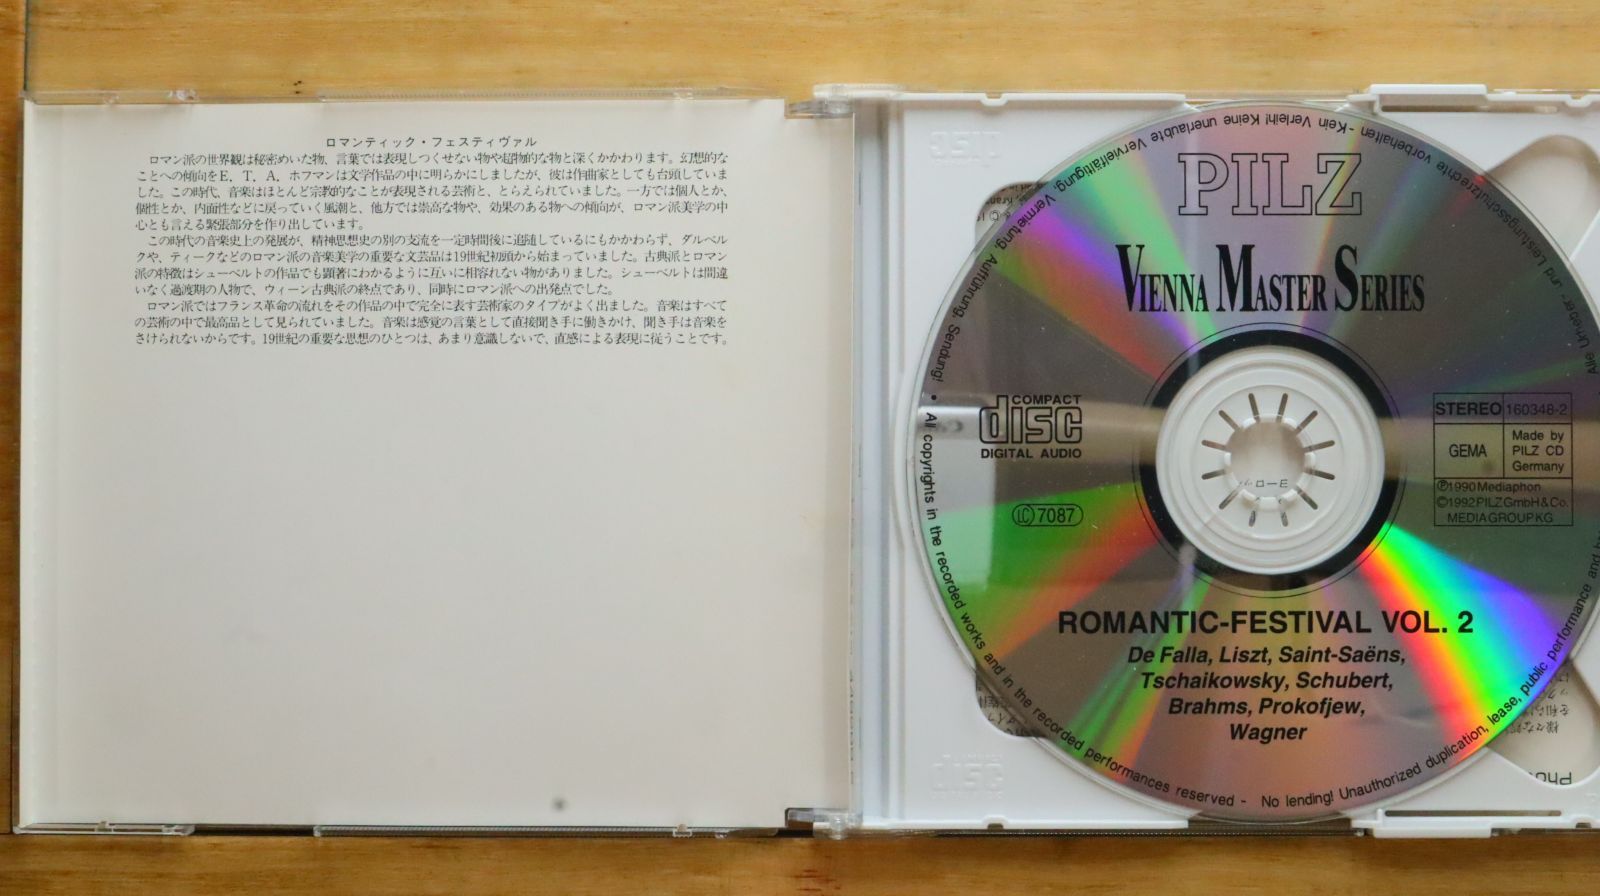 ロマンティック・フェスティヴァル
ロマン派の世界観は秘密めいた物、言葉では表現しつくせない物や超物的な物と深くかかわります。幻想的な
ことへの傾向をＥ．Ｔ．Ａ．ホフマンは文学作品の中に明らかにしましたが、彼は作曲家としても台頭していま
した。この時代、音楽はほとんど宗教的なことが表現される芸術と、とらえられていました。一方では個人とか、
個性とか、内面性などに戻っていく風潮と、他方では崇高な物や、効果のある物への傾向が、ロマン派美学の中
心とも言える緊張部分を作り出しています。
この時代の音楽史上の発展が、精神思想史の別の支流を一定時間後に追随しているにもかかわらず、ダルベル
クや、ティークなどのロマン派の音楽美学の重要な文芸品は19世紀初頭から始まっていました。古典派とロマン
派の特徴はシューベルトの作品でも顕著にわかるように互いに相容れない物がありました。シューベルトは間違
いなく過渡期の人物で、ウィーン古典派の終点であり、同時にロマン派への出発点でした。
ロマン派ではフランス革命の流れをその作品の中で完全に表す芸術家のタイプがよく出ました。音楽はすべて
の芸術の中で最高品として見られていました。音楽は感覚の言葉として直接聞き手に働きかけ、聞き手は音楽を
さけられないからです。19世紀の重要な思想のひとつは、あまり意識しないで、直感による表現に従うことです。
PILZ
VIENNA MASTER SERIES
COMPACT
disc
DIGITAL AUDIO
LC 7087
STEREO 160348-2
GEMA
Made by
PILZ CD
Germany
Ⓟ1990 Mediaphon
©1992 PILZ GmbH & Co.
MEDIA GROUP KG
ROMANTIC-FESTIVAL VOL. 2
De Falla, Liszt, Saint-Saëns,
Tschaikowsky, Schubert,
Brahms, Prokofjew,
Wagner
Alle Urheber- und Leistungsschutzrechte vorbehalten - Kein Verleih! Keine unerlaubte Vervielfältigung, Vermietung, Aufführung, Sendung!
• All copyrights in the recorded works and in the recorded performances reserved - No lending! Unauthorized duplication, lease, public performance and